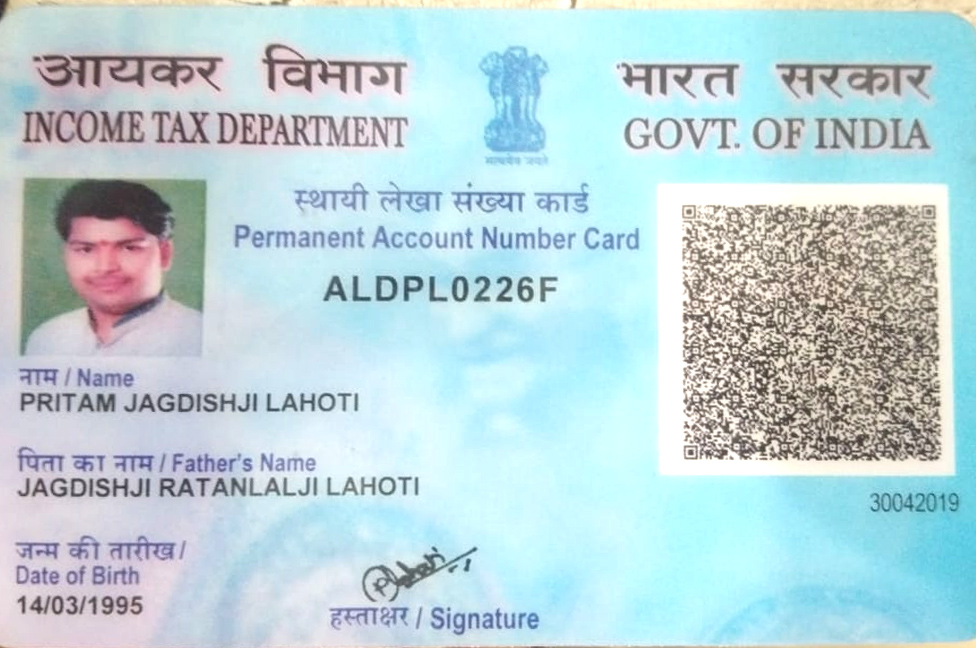 आयकर विभाग
INCOME TAX DEPARTMENT
सत्यमेव जयते
भारत सरकार
GOVT. OF INDIA
स्थायी लेखा संख्या कार्ड
Permanent Account Number Card
ALDPL0226F
नाम / Name
PRITAM JAGDISHJI LAHOTI
पिता का नाम / Father's Name
JAGDISHJI RATANLALJI LAHOTI
30042019
जन्म की तारीख /
Date of Birth
14/03/1995
हस्ताक्षर / Signature